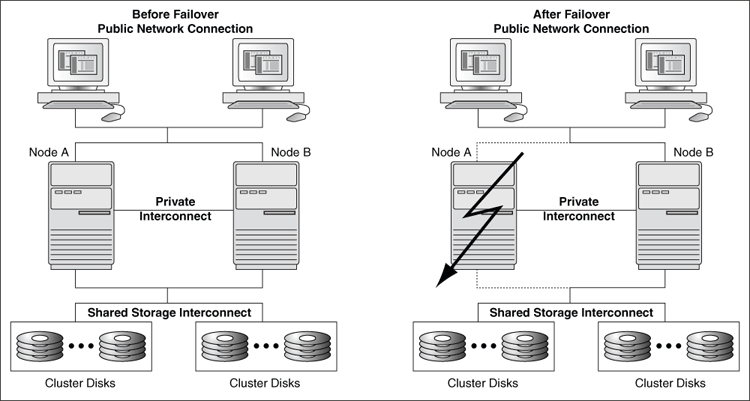 Before Failover
Public Network Connection
Node A
Node B
Private
Interconnect
Shared Storage Interconnect
Cluster Disks
Cluster Disks
After Failover
Public Network Connection
Node A
Node B
Private
Interconnect
Shared Storage Interconnect
Cluster Disks
Cluster Disks